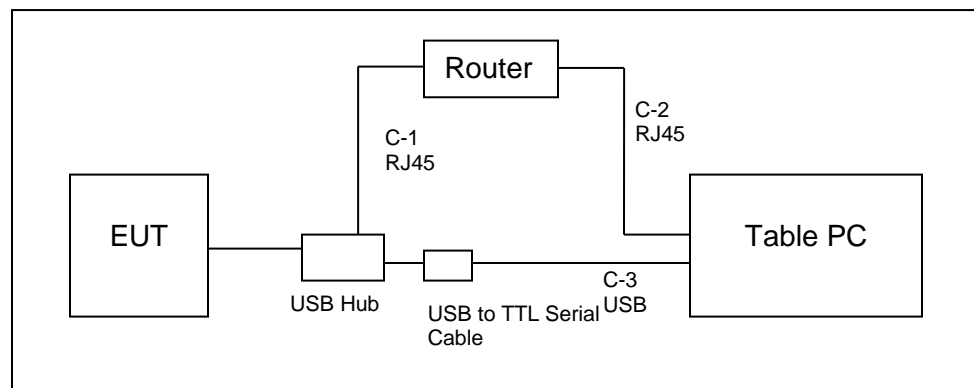 Router
C-1
RJ45
C-2
RJ45
EUT
Table PC
USB Hub
USB to TTL Serial
Cable
C-3
USB